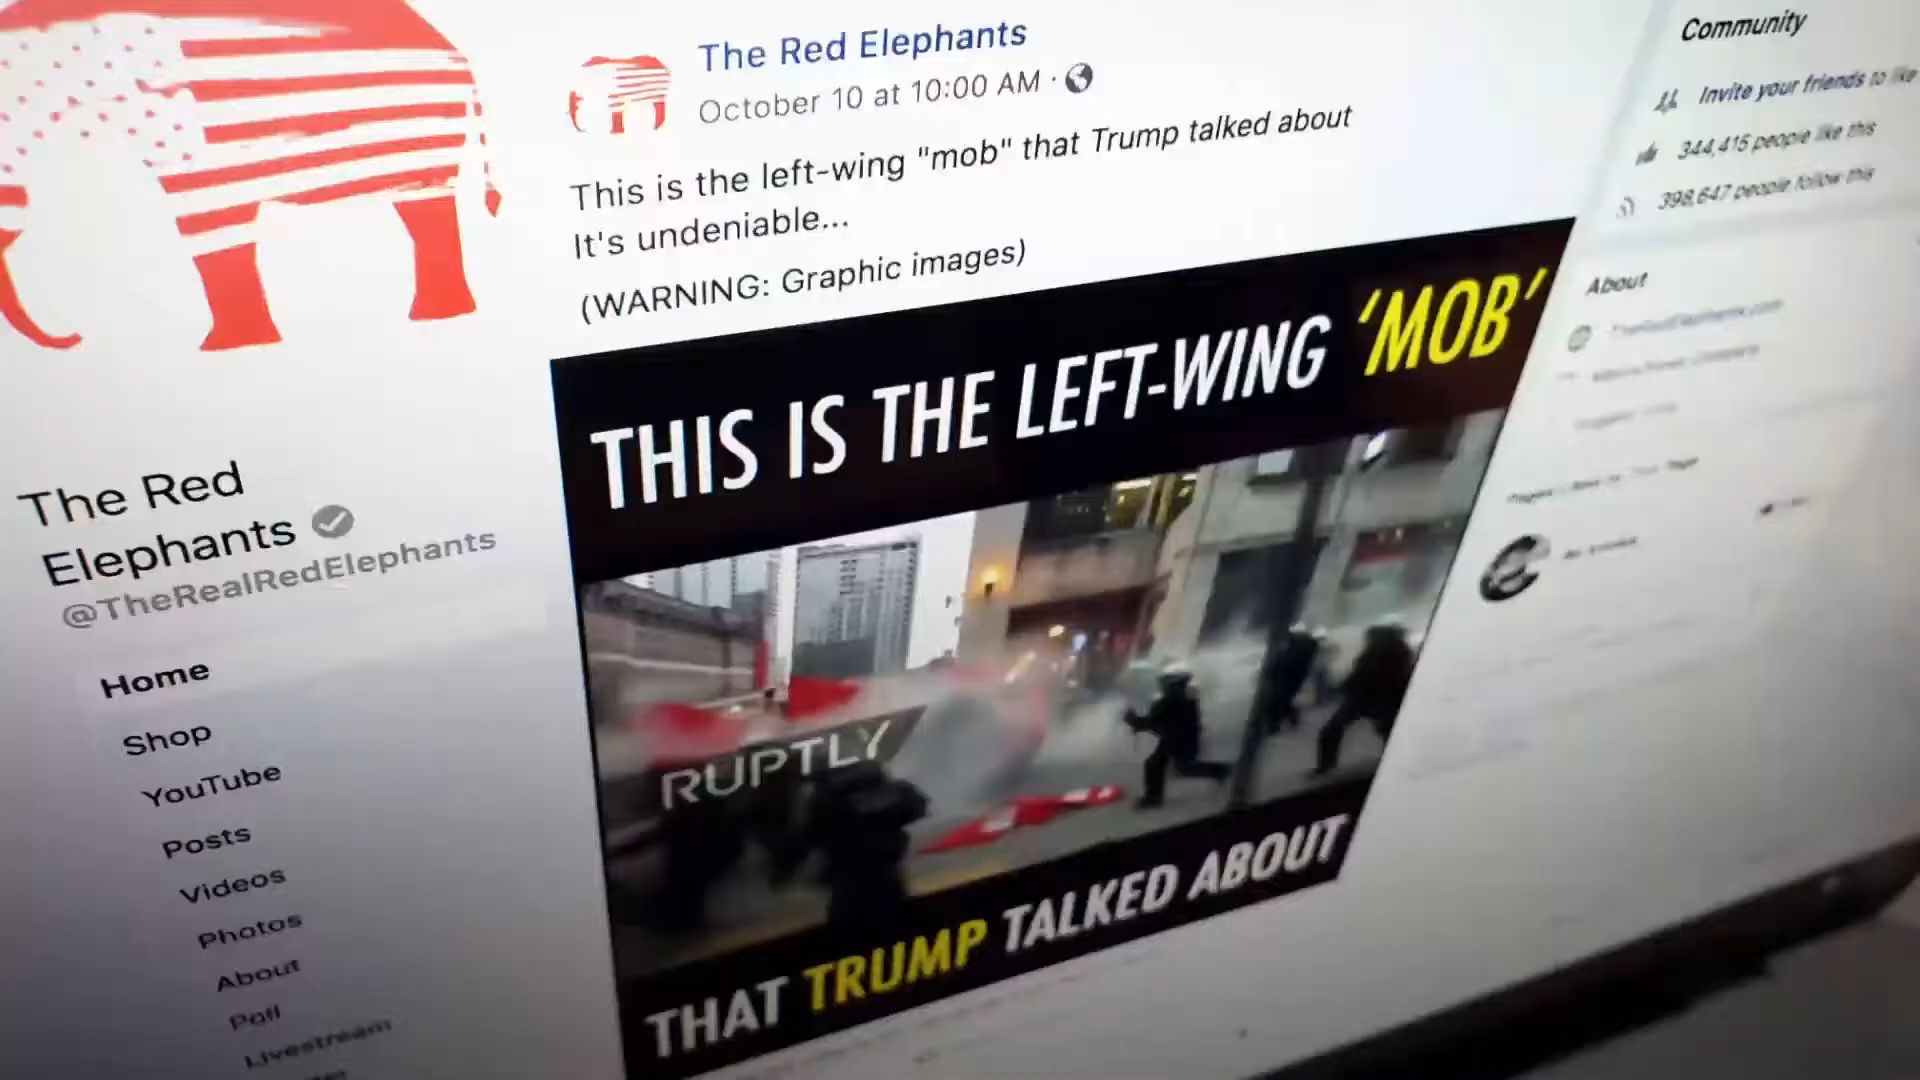 The Red
Elephants
@TheRealRedElephants
Home
Shop
YouTube
Posts
Videos
Photos
About
Poll
Livestream
The Red Elephants
October 10 at 10:00 AM ·
This is the left-wing "mob" that Trump talked about
It's undeniable...
(WARNING: Graphic images)
THIS IS THE LEFT-WING 'MOB'
RUPTLY
THAT TRUMP TALKED ABOUT
Community
Invite your friends to like
344,415 people like this
398,647 people follow this
About